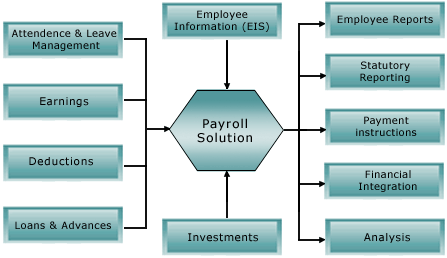 Attendence & Leave
Management
Earnings
Deductions
Loans & Advances
Employee
Information (EIS)
Payroll
Solution
Investments
Employee Reports
Statutory
Reporting
Payment
instructions
Financial
Integration
Analysis